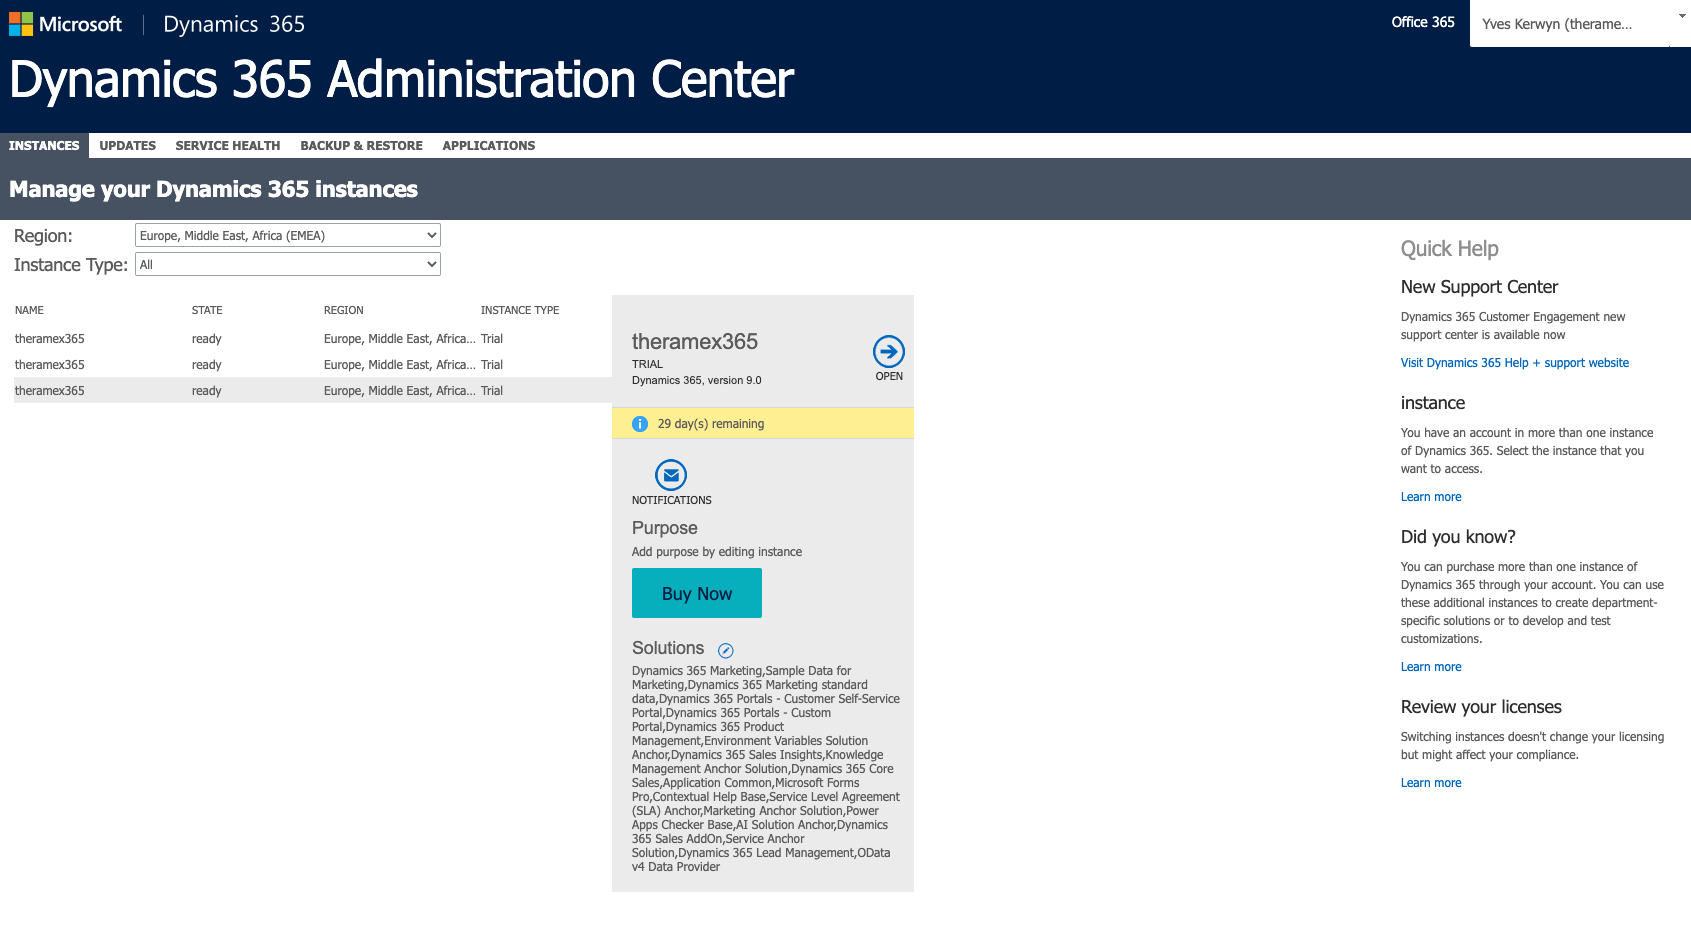 Microsoft | Dynamics 365
Office 365
Yves Kerwyn (therame...
Dynamics 365 Administration Center
INSTANCES UPDATES SERVICE HEALTH BACKUP & RESTORE APPLICATIONS
Manage your Dynamics 365 instances
Region: Europe, Middle East, Africa (EMEA)
Instance Type: All
NAME STATE REGION INSTANCE TYPE
theramex365 ready Europe, Middle East, Africa... Trial
theramex365 ready Europe, Middle East, Africa... Trial
theramex365 ready Europe, Middle East, Africa... Trial
theramex365
TRIAL
Dynamics 365, version 9.0
OPEN
29 day(s) remaining
NOTIFICATIONS
Purpose
Add purpose by editing instance
Buy Now
Solutions
Dynamics 365 Marketing,Sample Data for
Marketing,Dynamics 365 Marketing standard
data,Dynamics 365 Portals - Customer Self-Service
Portal,Dynamics 365 Portals - Custom
Portal,Dynamics 365 Product
Management,Environment Variables Solution
Anchor,Dynamics 365 Sales Insights,Knowledge
Management Anchor Solution,Dynamics 365 Core
Sales,Application Common,Microsoft Forms
Pro,Contextual Help Base,Service Level Agreement
(SLA) Anchor,Marketing Anchor Solution,Power
Apps Checker Base,AI Solution Anchor,Dynamics
365 Sales AddOn,Service Anchor
Solution,Dynamics 365 Lead Management,OData
v4 Data Provider
Quick Help
New Support Center
Dynamics 365 Customer Engagement new
support center is available now
Visit Dynamics 365 Help + support website
instance
You have an account in more than one instance
of Dynamics 365. Select the instance that you
want to access.
Learn more
Did you know?
You can purchase more than one instance of
Dynamics 365 through your account. You can use
these additional instances to create department-
specific solutions or to develop and test
customizations.
Learn more
Review your licenses
Switching instances doesn't change your licensing
but might affect your compliance.
Learn more